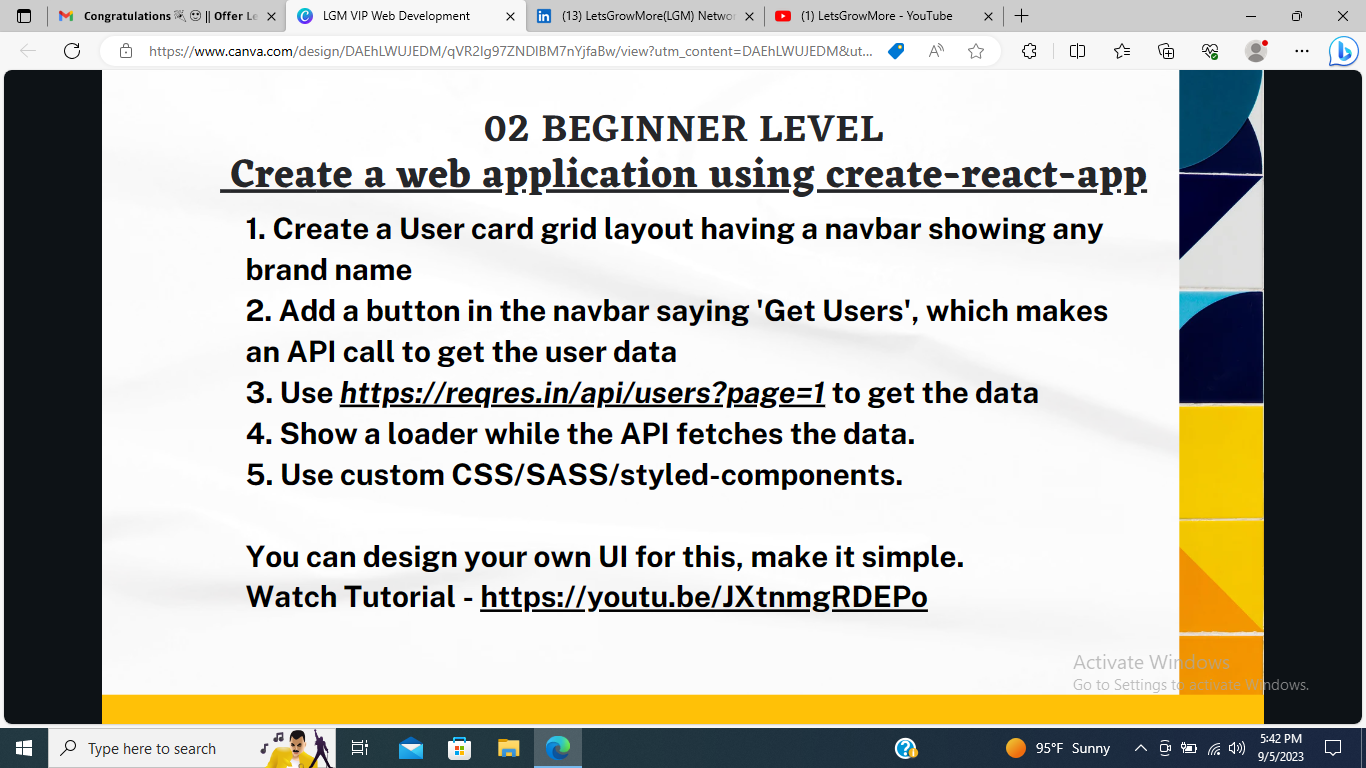 Congratulations 🎉 😍 || Offer Le
LGM VIP Web Development
(13) LetsGrowMore(LGM) Netwo
(1) LetsGrowMore - YouTube
https://www.canva.com/design/DAEhLWUJEDM/qVR2Ig97ZNDIBM7nYjfaBw/view?utm_content=DAEhLWUJEDM&ut...
02 BEGINNER LEVEL
Create a web application using create-react-app
1. Create a User card grid layout having a navbar showing any
brand name
2. Add a button in the navbar saying 'Get Users', which makes
an API call to get the user data
3. Use https://reqres.in/api/users?page=1 to get the data
4. Show a loader while the API fetches the data.
5. Use custom CSS/SASS/styled-components.
You can design your own UI for this, make it simple.
Watch Tutorial - https://youtu.be/JXtnmgRDEPo
Activate Windows
Go to Settings to activate Windows.
Type here to search
95°F Sunny
5:42 PM
9/5/2023